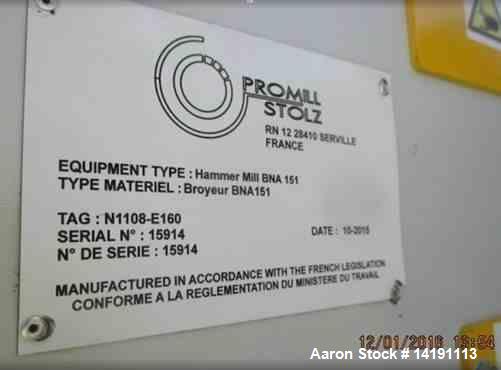 PROMILL
STOLZ
RN 12 28410 SERVILLE
FRANCE
EQUIPMENT TYPE : Hammer Mill BNA 151
TYPE MATERIEL : Broyeur BNA151
TAG : N1108-E160
SERIAL N° : 15914
DATE : 10-2015
N° DE SERIE : 15914
MANUFACTURED IN ACCORDANCE WITH THE FRENCH LEGISLATION
CONFORME A LA REGLEMENTATION DU MINISTERE DU TRAVAIL
12/01/2016 13:54
Aaron Stock # 14191113